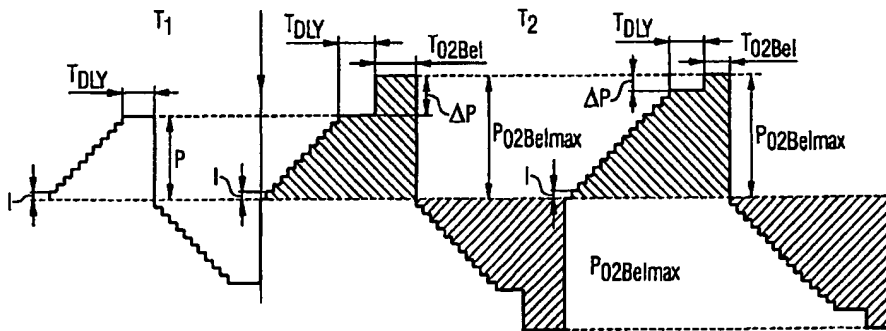 T1
T2
TDLY
TDLY
TO2Bel
TDLY
TO2Bel
P
ΔP
PO2Belmax
ΔP
PO2Belmax
I
I
I
PO2Belmax